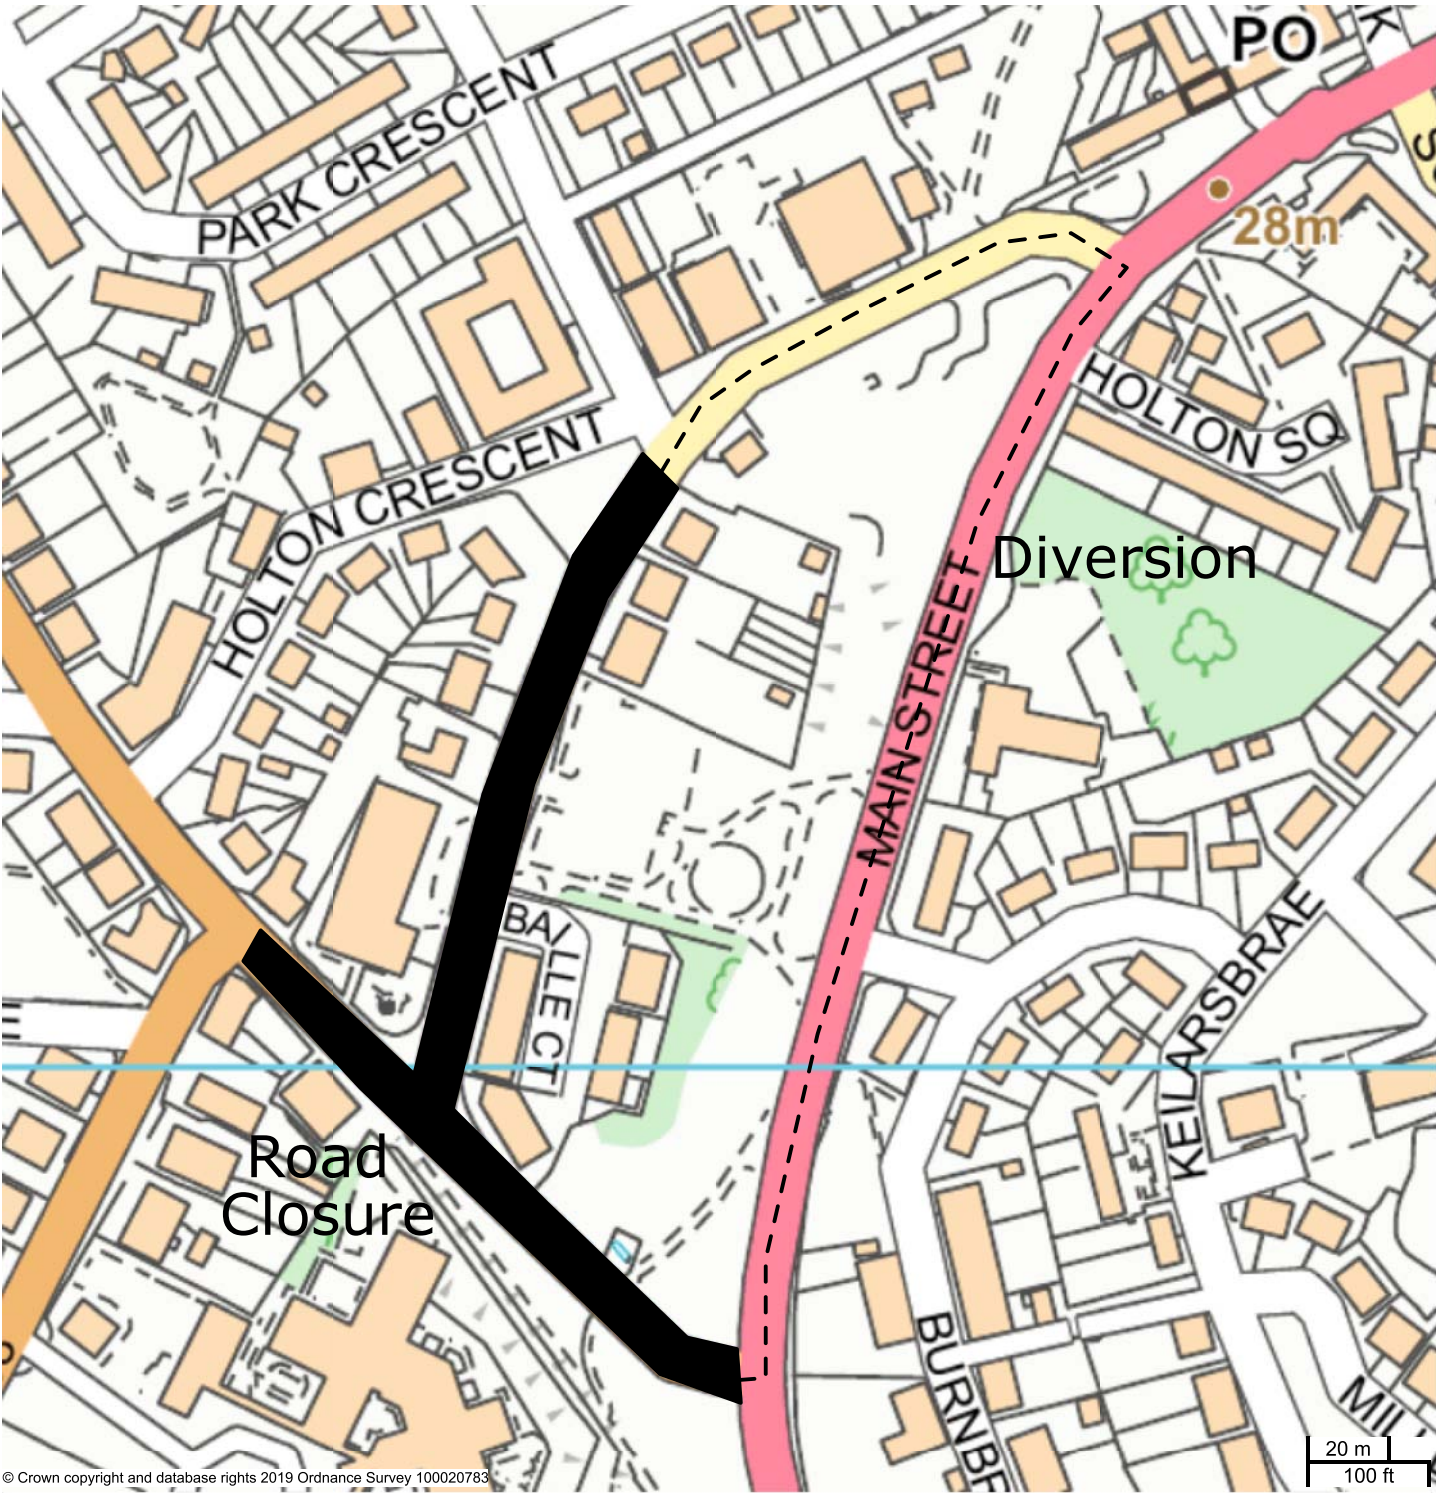 PO
PARK CRESCENT
28m
HOLTON SQ
HOLTON CRESCENT
Diversion
MAIN STREET
BAILLE CT
KEILARSBRAE
E
Road
Closure
BURNBR
MIL
20 m
100 ft
© Crown copyright and database rights 2019 Ordnance Survey 100020783